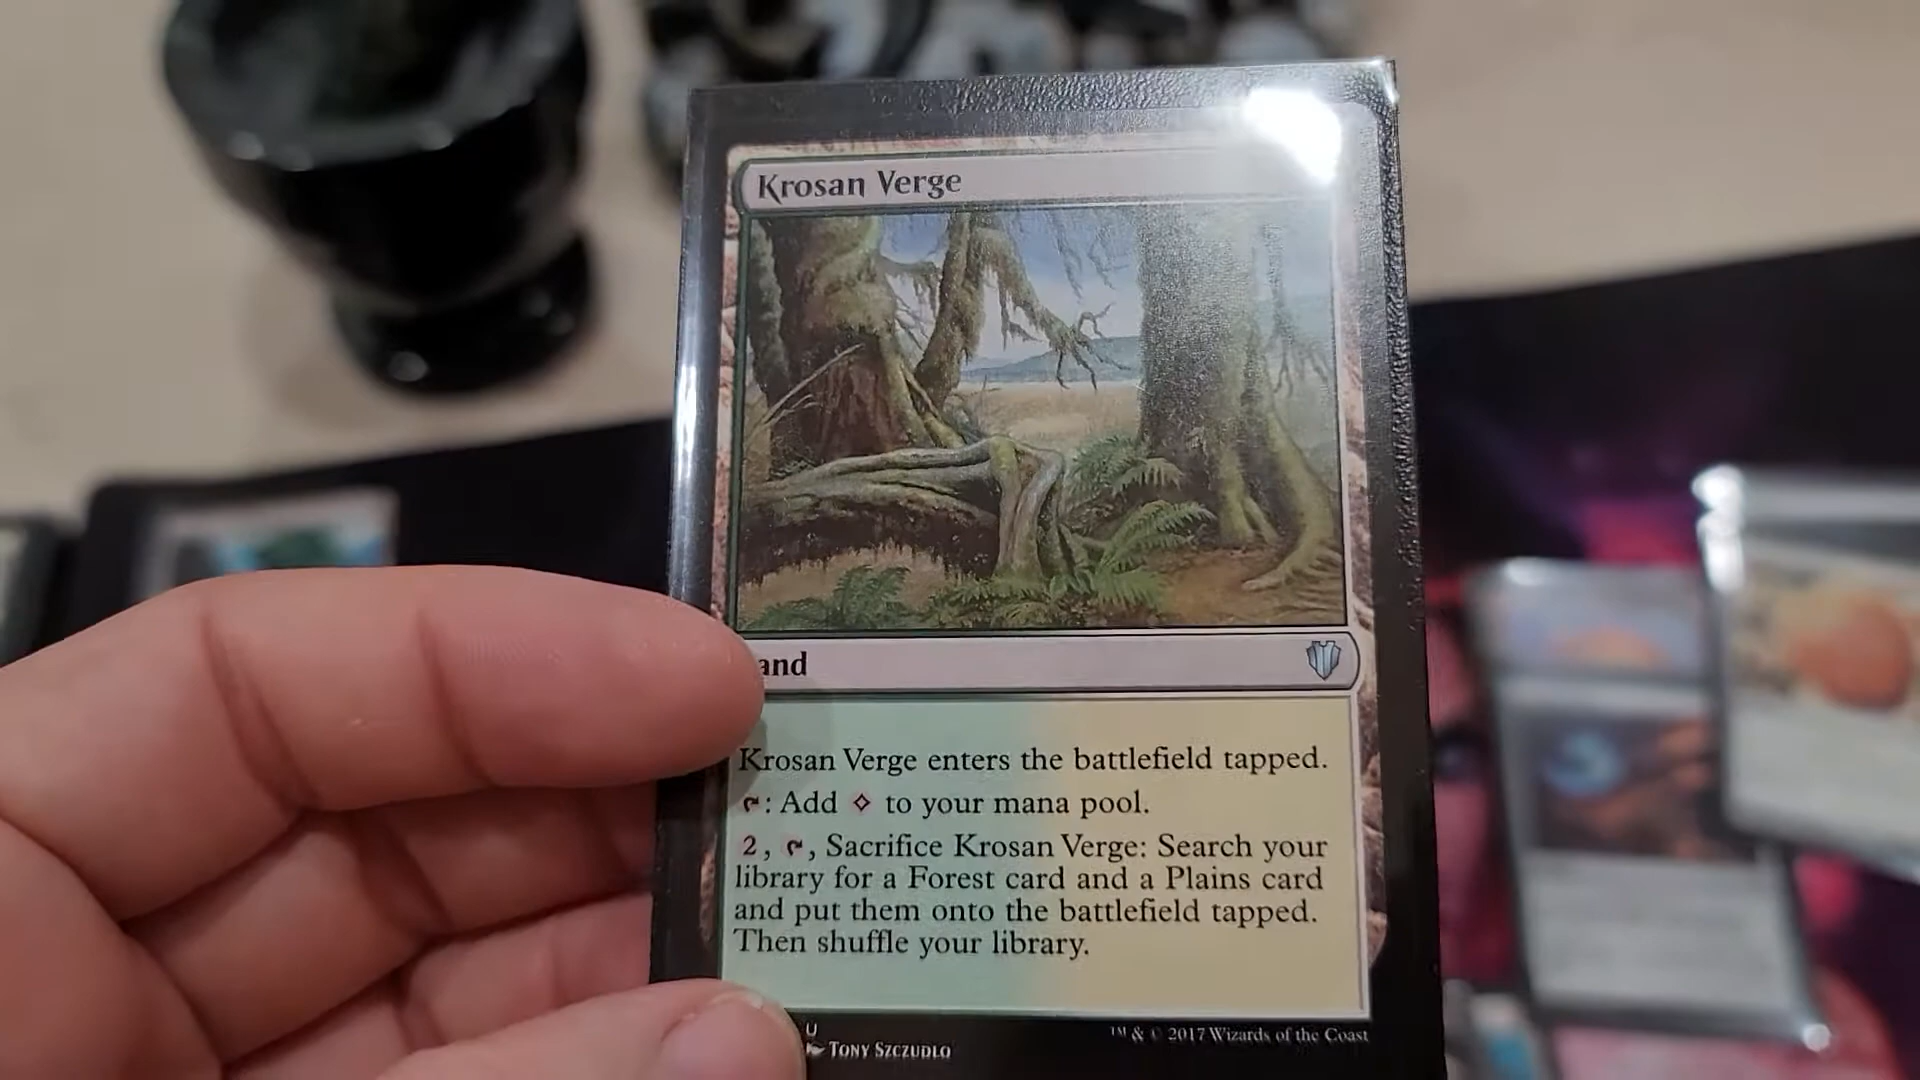 Krosan Verge
and
Krosan Verge enters the battlefield tapped.
: Add to your mana pool.
2, , Sacrifice Krosan Verge: Search your
library for a Forest card and a Plains card
and put them onto the battlefield tapped.
Then shuffle your library.
U
™ & © 2017 Wizards of the Coast
Tony Szczudlo